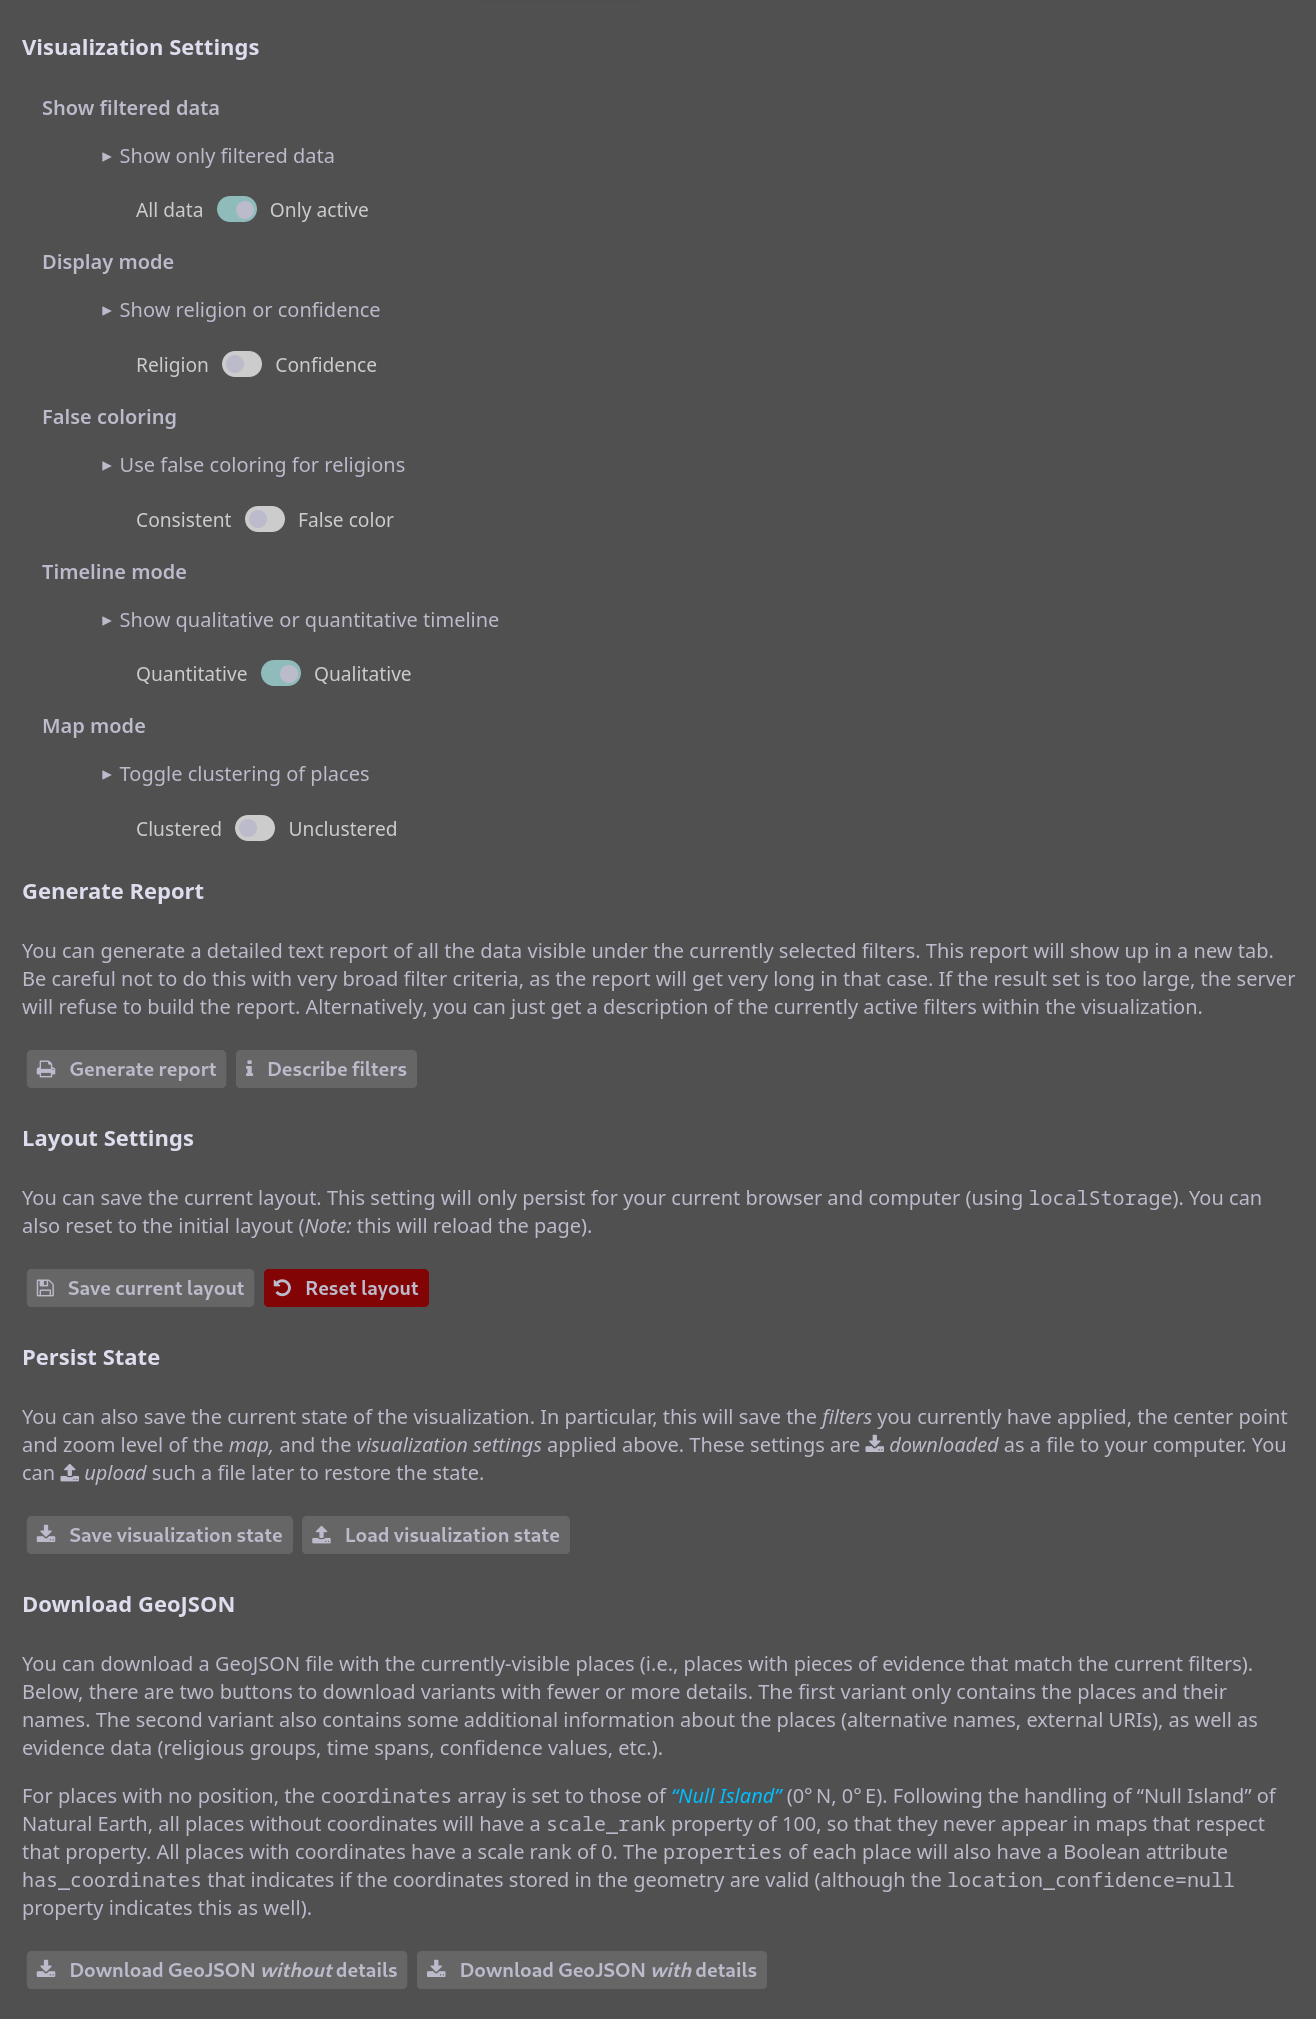 Visualization Settings
Show filtered data
▸ Show only filtered data
All data Only active
Display mode
▸ Show religion or confidence
Religion Confidence
False coloring
▸ Use false coloring for religions
Consistent False color
Timeline mode
▸ Show qualitative or quantitative timeline
Quantitative Qualitative
Map mode
▸ Toggle clustering of places
Clustered Unclustered
Generate Report
You can generate a detailed text report of all the data visible under the currently selected filters. This report will show up in a new tab.
Be careful not to do this with very broad filter criteria, as the report will get very long in that case. If the result set is too large, the server
will refuse to build the report. Alternatively, you can just get a description of the currently active filters within the visualization.
Generate report Describe filters
Layout Settings
You can save the current layout. This setting will only persist for your current browser and computer (using localStorage). You can
also reset to the initial layout (Note: this will reload the page).
Save current layout Reset layout
Persist State
You can also save the current state of the visualization. In particular, this will save the filters you currently have applied, the center point
and zoom level of the map, and the visualization settings applied above. These settings are downloaded as a file to your computer. You
can upload such a file later to restore the state.
Save visualization state Load visualization state
Download GeoJSON
You can download a GeoJSON file with the currently-visible places (i.e., places with pieces of evidence that match the current filters).
Below, there are two buttons to download variants with fewer or more details. The first variant only contains the places and their
names. The second variant also contains some additional information about the places (alternative names, external URIs), as well as
evidence data (religious groups, time spans, confidence values, etc.).
For places with no position, the coordinates array is set to those of “Null Island” (0° N, 0° E). Following the handling of “Null Island” of
Natural Earth, all places without coordinates will have a scale_rank property of 100, so that they never appear in maps that respect
that property. All places with coordinates have a scale rank of 0. The properties of each place will also have a Boolean attribute
has_coordinates that indicates if the coordinates stored in the geometry are valid (although the location_confidence=null
property indicates this as well).
Download GeoJSON without details Download GeoJSON with details